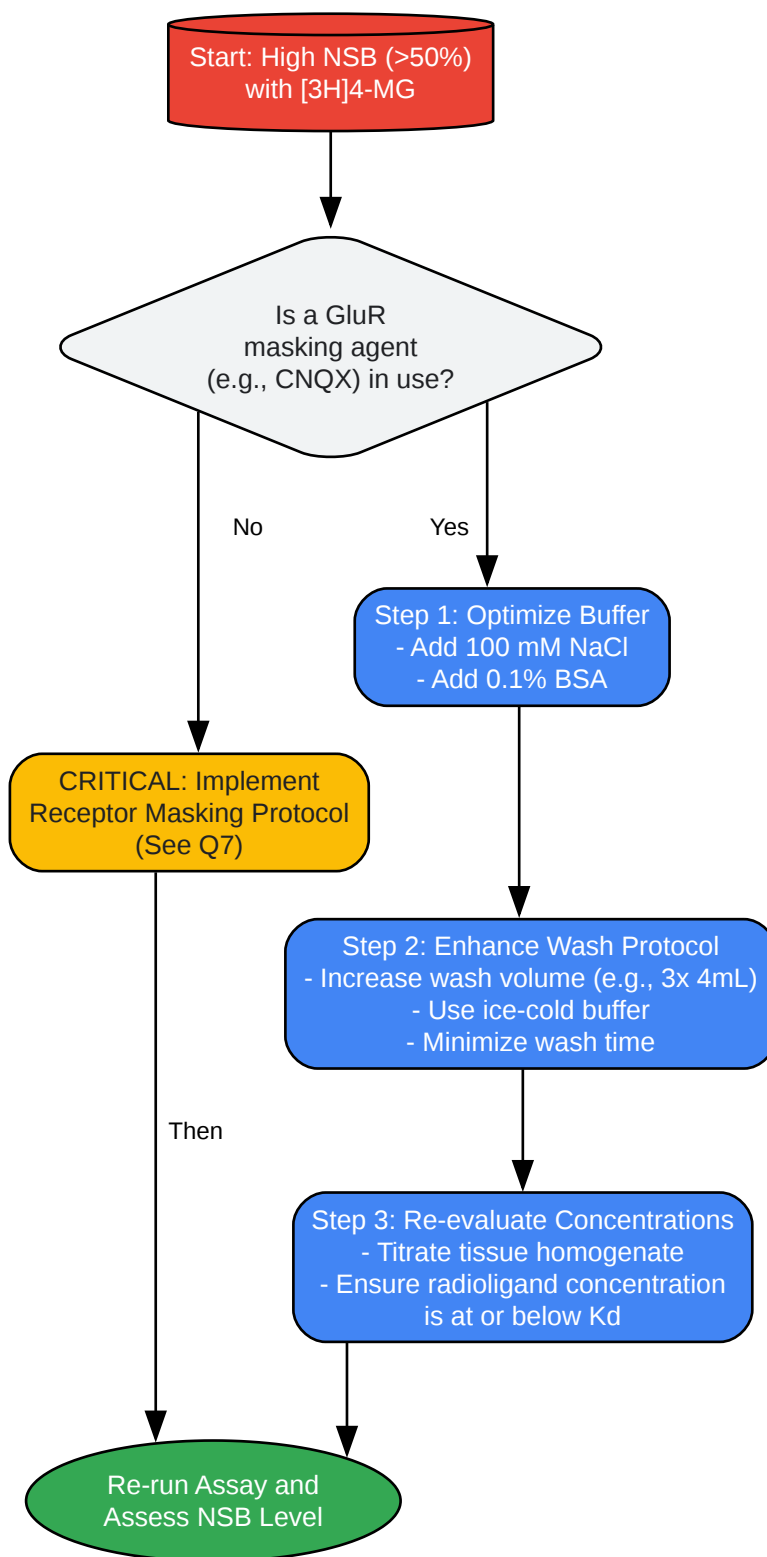 Start: High NSB (>50%)
with [3H]4-MG
Is a GluR
masking agent
(e.g., CNQX) in use?
No
Yes
Step 1: Optimize Buffer
- Add 100 mM NaCl
- Add 0.1% BSA
CRITICAL: Implement
Receptor Masking Protocol
(See Q7)
Step 2: Enhance Wash Protocol
- Increase wash volume (e.g., 3x 4mL)
- Use ice-cold buffer
- Minimize wash time
Then
Step 3: Re-evaluate Concentrations
- Titrate tissue homogenate
- Ensure radioligand concentration
is at or below Kd
Re-run Assay and
Assess NSB Level